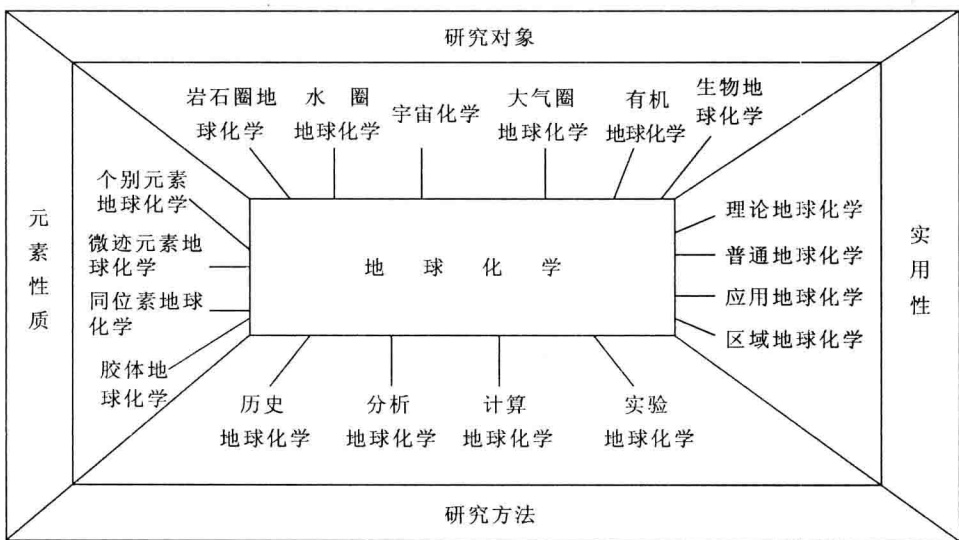 研究对象
岩石圈地
球化学
水 圈
地球化学
宇宙化学
大气圈
地球化学
有机
地球化学
生物地
球化学
元素性质
个别元素
地球化学
微迹元素地
球化学
同位素地球
化学
胶体地
球化学
地 球 化 学
理论地球化学
普通地球化学
应用地球化学
区域地球化学
实用性
历史
地球化学
分析
地球化学
计算
地球化学
实验
地球化学
研究方法